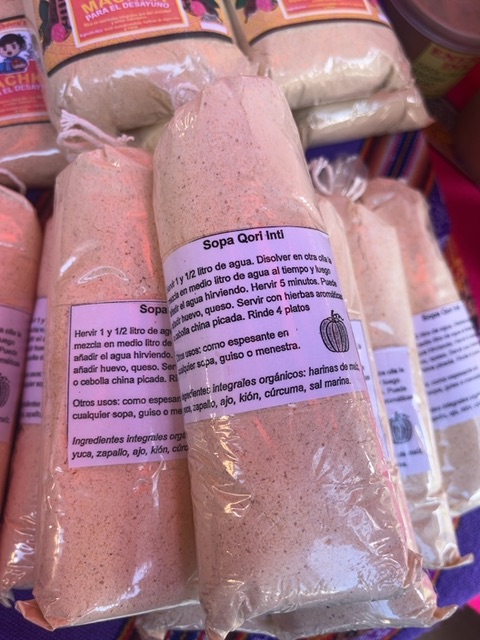 PARA EL DESAYUNO
Sopa Qori Inti
Hervir 1 y 1/2 litro de agua. Disolver en otra olla la
mezcla en medio litro de agua al tiempo y luego
añadir el agua hirviendo. Hervir 5 minutos. Puede
añadir huevo, queso. Servir con hierbas aromáticas
o cebolla china picada. Rinde 4 platos
Otros usos: como espesante en
cualquier sopa, guiso o menestra.
Ingredientes integrales orgánicos: harinas de maíz,
yuca, zapallo, ajo, kión, cúrcuma, sal marina.
Sopa
Hervir 1 y 1/2 litro de
mezcla en medio litro de
añadir el agua hirviendo.
añadir huevo, queso.
o cebolla china picada.
Otros usos: como
cualquier sopa, guiso o
Ingredientes integrales
yuca, zapallo, ajo, kión,